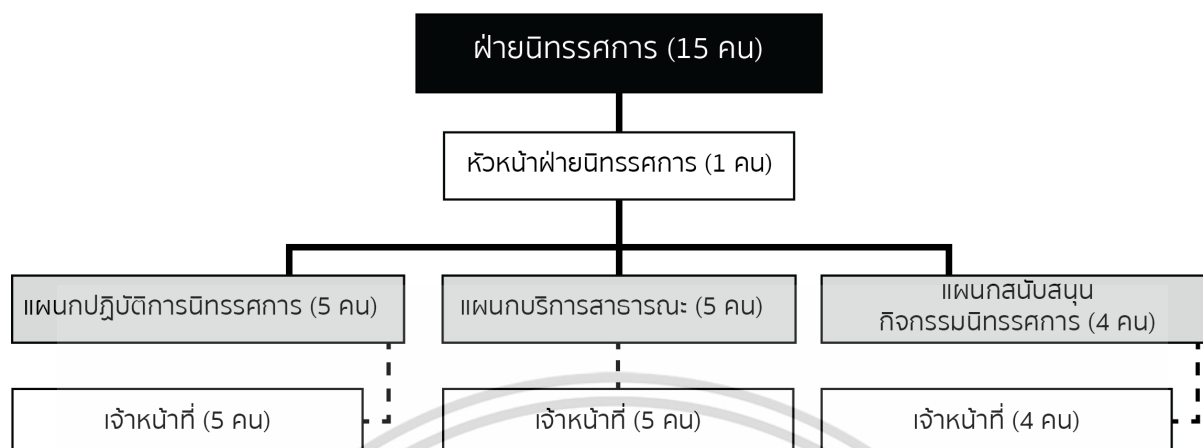 ฝ่ายนิทรรศการ (15 คน)
หัวหน้าฝ่ายนิทรรศการ (1 คน)
แผนกปฏิบัติการนิทรรศการ (5 คน)
แผนกบริการสาธารณะ (5 คน)
แผนกสนับสนุน
กิจกรรมนิทรรศการ (4 คน)
เจ้าหน้าที่ (5 คน)
เจ้าหน้าที่ (5 คน)
เจ้าหน้าที่ (4 คน)